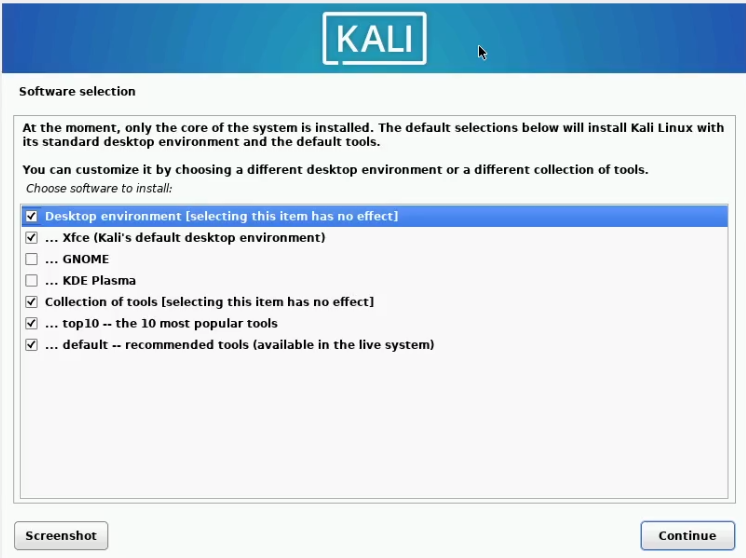 KALI
Software selection
At the moment, only the core of the system is installed. The default selections below will install Kali Linux with
its standard desktop environment and the default tools.
You can customize it by choosing a different desktop environment or a different collection of tools.
Choose software to install:
Desktop environment [selecting this item has no effect]
... Xfce (Kali's default desktop environment)
... GNOME
... KDE Plasma
Collection of tools [selecting this item has no effect]
... top10 -- the 10 most popular tools
... default -- recommended tools (available in the live system)
Screenshot
Continue